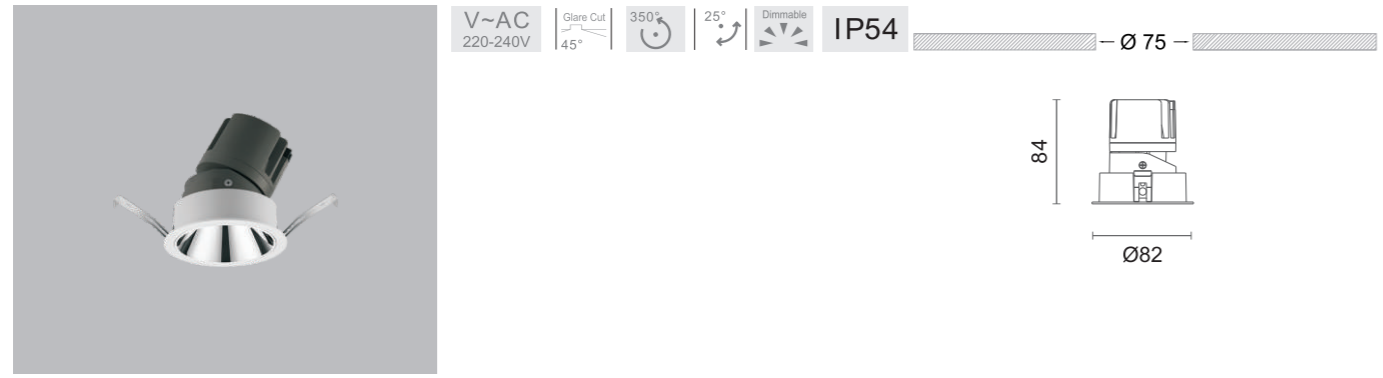 V~AC
220-240V
Glare Cut
45°
350°
25°
Dimmable
IP54
Ø 75
84
Ø82